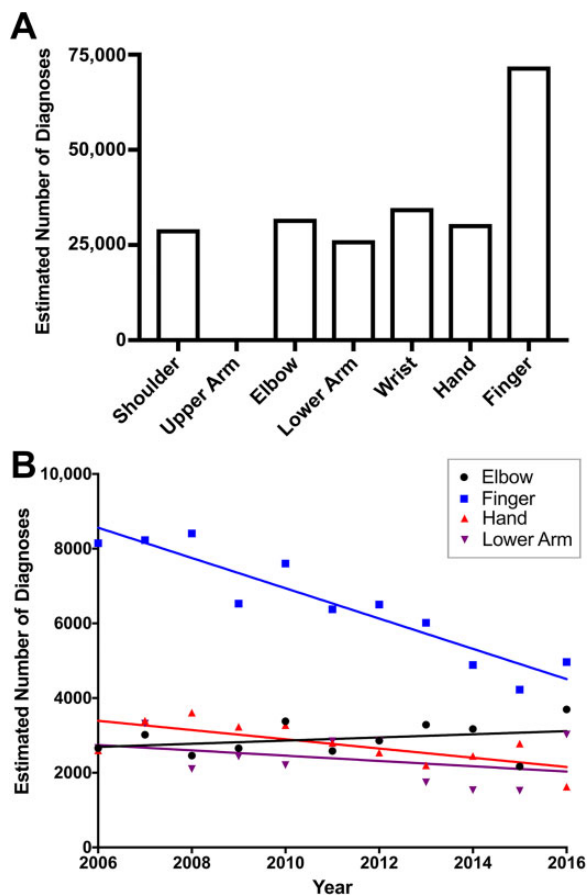 A
Estimated Number of Diagnoses
75,000
50,000
25,000
0
Shoulder
Upper Arm
Elbow
Lower Arm
Wrist
Hand
Finger
B
Estimated Number of Diagnoses
10,000
8000
6000
4000
2000
0
Elbow
Finger
Hand
Lower Arm
2006 2008 2010 2012 2014 2016
Year